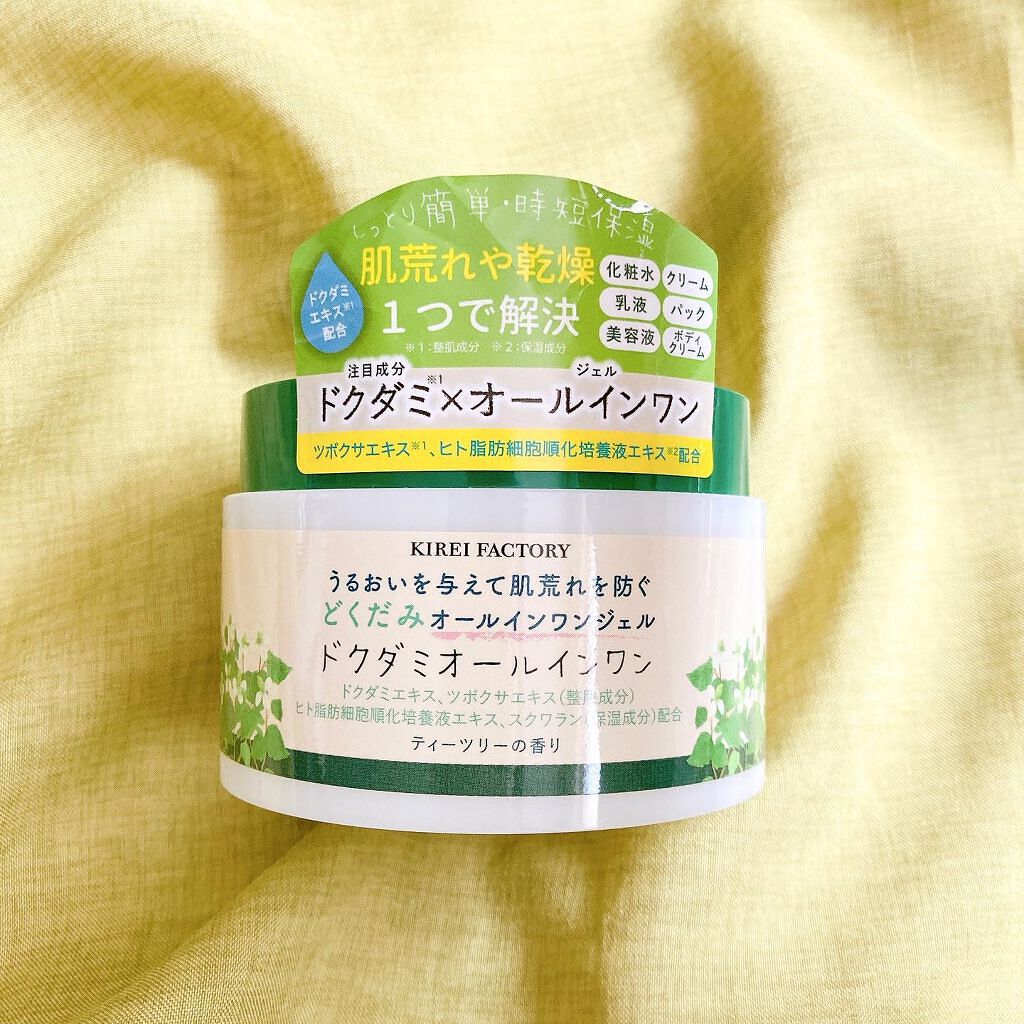 しっとり簡単・時短保湿
肌荒れや乾燥
1つで解決
ドクダミ
エキス※1
配合
化粧水
クリーム
乳液
パック
美容液
ボディ
クリーム
※1:整肌成分 ※2:保湿成分
注目成分
ジェル
ドクダミ※1×オールインワン
ツボクサエキス※1、ヒト脂肪細胞順化培養液エキス※2配合
KIREI FACTORY
うるおいを与えて肌荒れを防ぐ
どくだみオールインワンジェル
ドクダミオールインワン
ドクダミエキス、ツボクサエキス(整肌成分)
ヒト脂肪細胞順化培養液エキス、スクワラン(保湿成分)配合
ティーツリーの香り